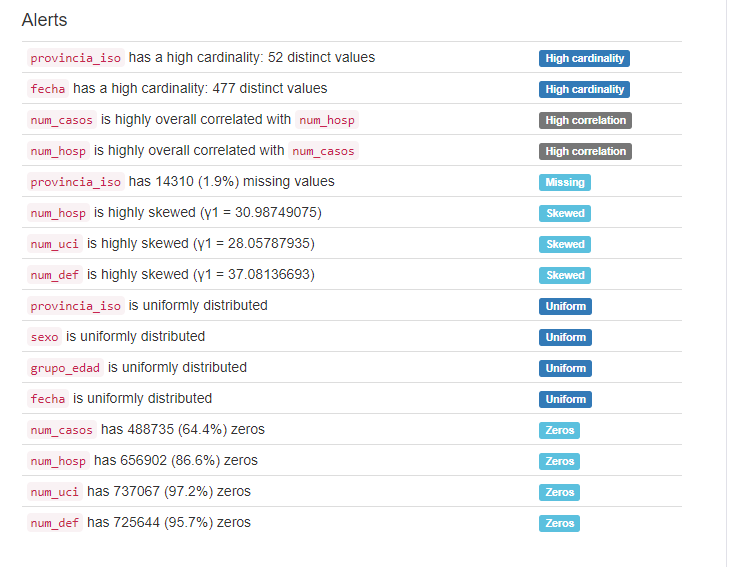 Alerts
provincia_iso has a high cardinality: 52 distinct values High cardinality
fecha has a high cardinality: 477 distinct values High cardinality
num_casos is highly overall correlated with num_hosp High correlation
num_hosp is highly overall correlated with num_casos High correlation
provincia_iso has 14310 (1.9%) missing values Missing
num_hosp is highly skewed (γ1 = 30.98749075) Skewed
num_uci is highly skewed (γ1 = 28.05787935) Skewed
num_def is highly skewed (γ1 = 37.08136693) Skewed
provincia_iso is uniformly distributed Uniform
sexo is uniformly distributed Uniform
grupo_edad is uniformly distributed Uniform
fecha is uniformly distributed Uniform
num_casos has 488735 (64.4%) zeros Zeros
num_hosp has 656902 (86.6%) zeros Zeros
num_uci has 737067 (97.2%) zeros Zeros
num_def has 725644 (95.7%) zeros Zeros